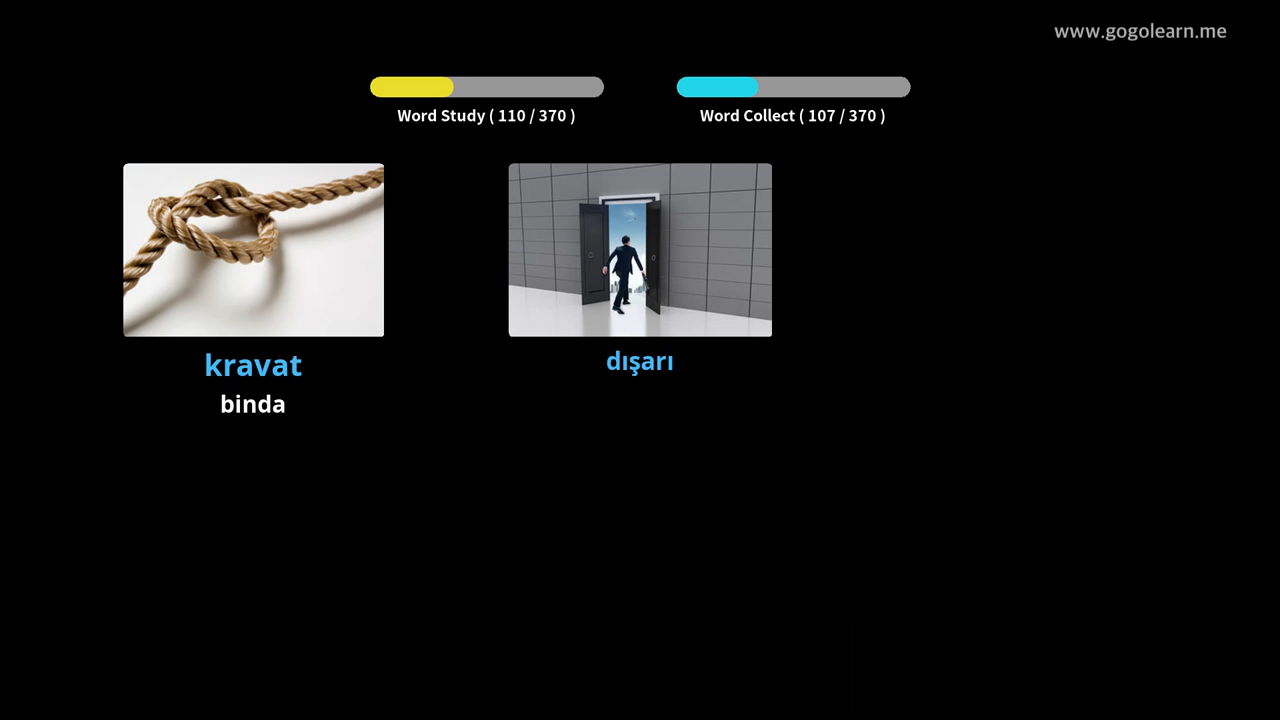 www.gogolearn.me
Word Study ( 110 / 370 )
Word Collect ( 107 / 370 )
kravat
binda
dışarı